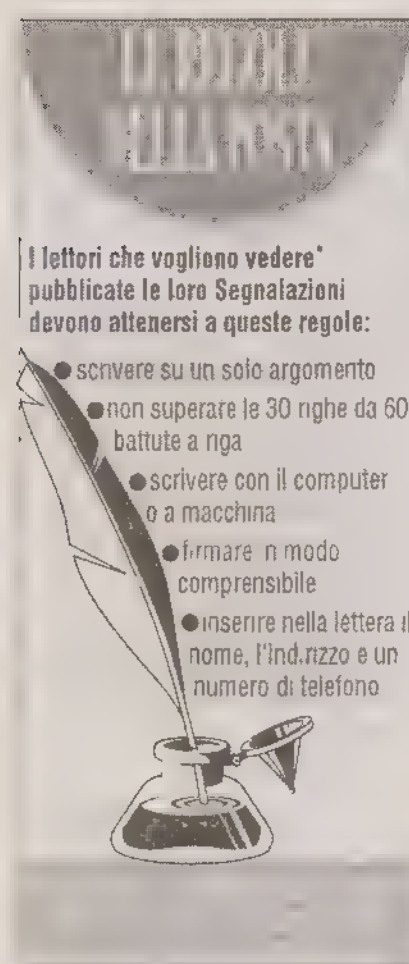 I lettori che vogliono vedere
pubblicate le loro Segnalazioni
devono attenersi a queste regole:
● scrivere su un solo argomento
● non superare le 30 righe da 60
battute a riga
● scrivere con il computer
o a macchina
● firmare in modo
comprensibile
● inserire nella lettera il
nome, l'indirizzo e un
numero di telefono